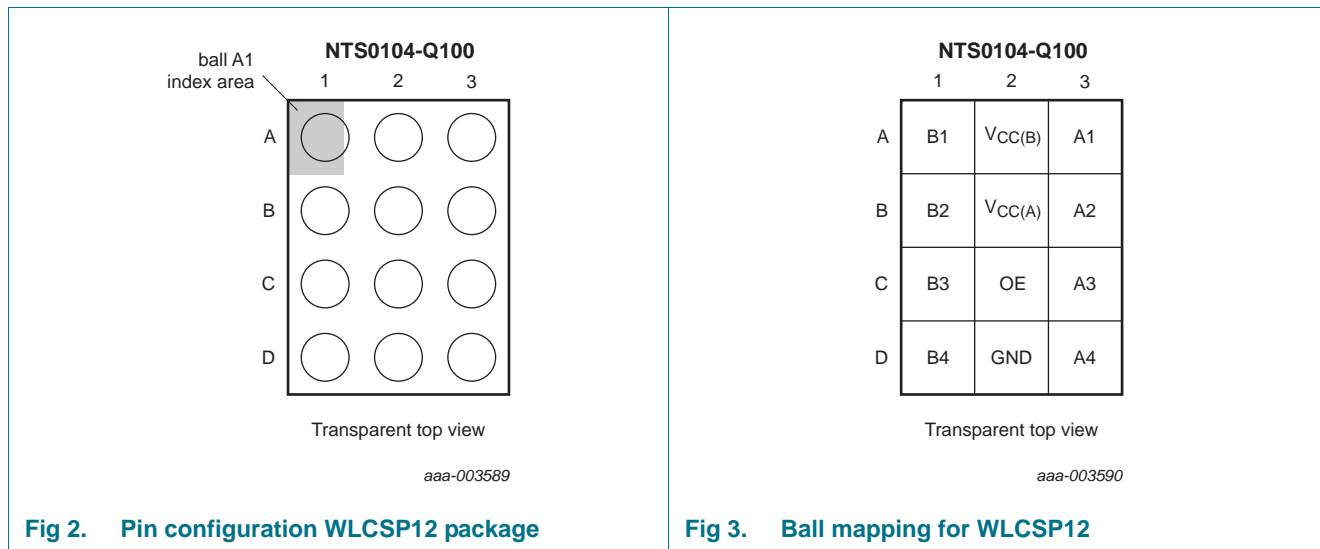 NTS0104-Q100
ball A1
index area
1 2 3
A
B
C
D
Transparent top view
aaa-003589
Fig 2. Pin configuration WLCSP12 package
NTS0104-Q100
1 2 3
A B1 VCC(B) A1
B B2 VCC(A) A2
C B3 OE A3
D B4 GND A4
Transparent top view
aaa-003590
Fig 3. Ball mapping for WLCSP12